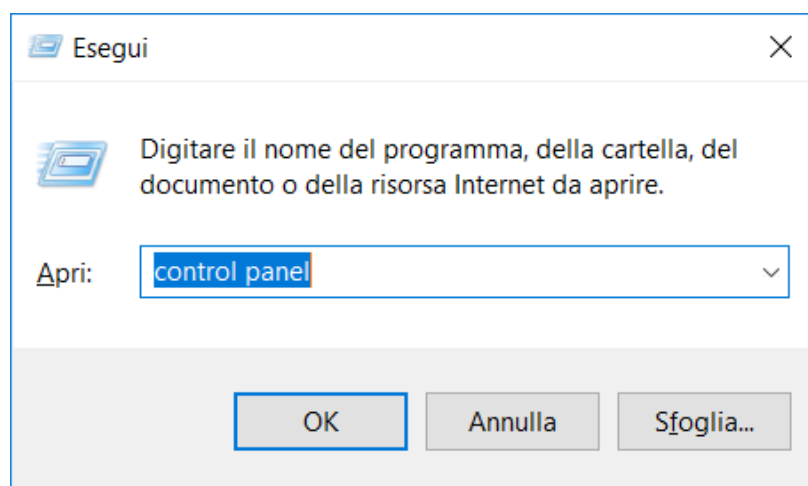 Esegui
Digitare il nome del programma, della cartella, del
documento o della risorsa Internet da aprire.
Apri: control panel
OK Annulla Sfoglia...